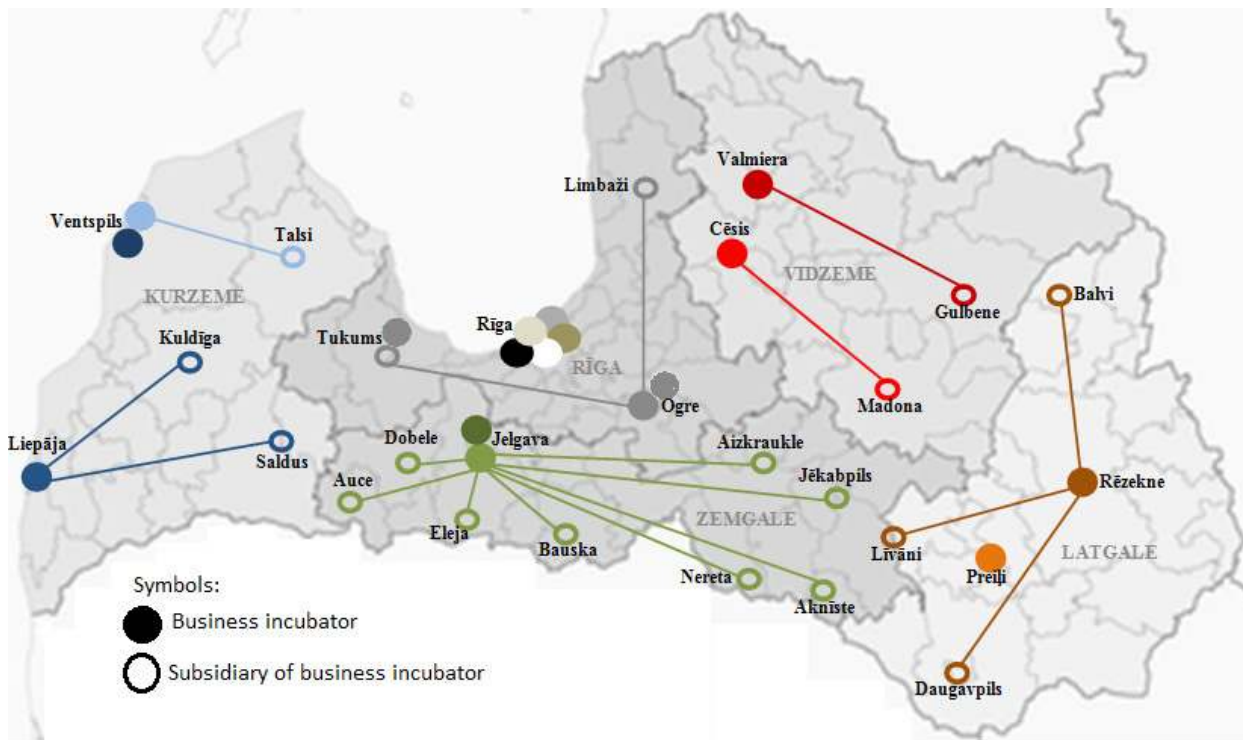 Valmiera
Limbaži
Ventspils
Cēsis
Talsi
VIDZEME
KURZEME
Gulbene
Balvi
Rīga
Kuldīga
Tukums
RĪGA
Ogre
Madona
Liepāja
Saldus
Dobele
Jelgava
Aizkraukle
Auce
Jēkabpils
Rēzekne
ZEMGALE
Eleja
Bauska
Līvāni
LATGALE
Nereta
Preiļi
Aknīste
Symbols:
Business incubator
Subsidiary of business incubator
Daugavpils